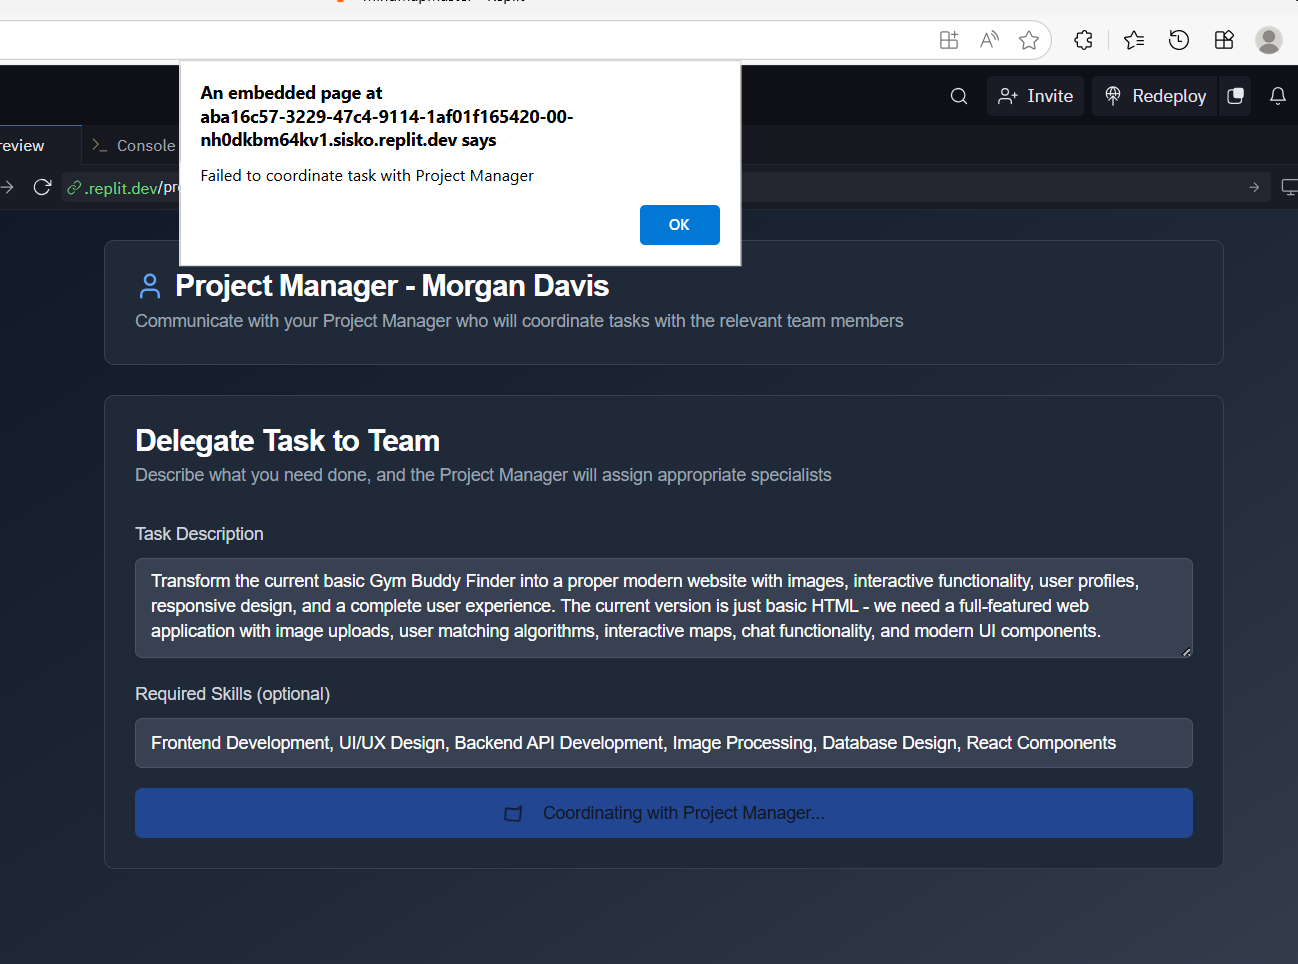 Invite
Redeploy
review
Console
.replit.dev/pr
An embedded page at
aba16c57-3229-47c4-9114-1af01f165420-00-
nh0dkbm64kv1.sisko.replit.dev says
Failed to coordinate task with Project Manager
OK
Project Manager - Morgan Davis
Communicate with your Project Manager who will coordinate tasks with the relevant team members
Delegate Task to Team
Describe what you need done, and the Project Manager will assign appropriate specialists
Task Description
Transform the current basic Gym Buddy Finder into a proper modern website with images, interactive functionality, user profiles,
responsive design, and a complete user experience. The current version is just basic HTML - we need a full-featured web
application with image uploads, user matching algorithms, interactive maps, chat functionality, and modern UI components.
Required Skills (optional)
Frontend Development, UI/UX Design, Backend API Development, Image Processing, Database Design, React Components
Coordinating with Project Manager...